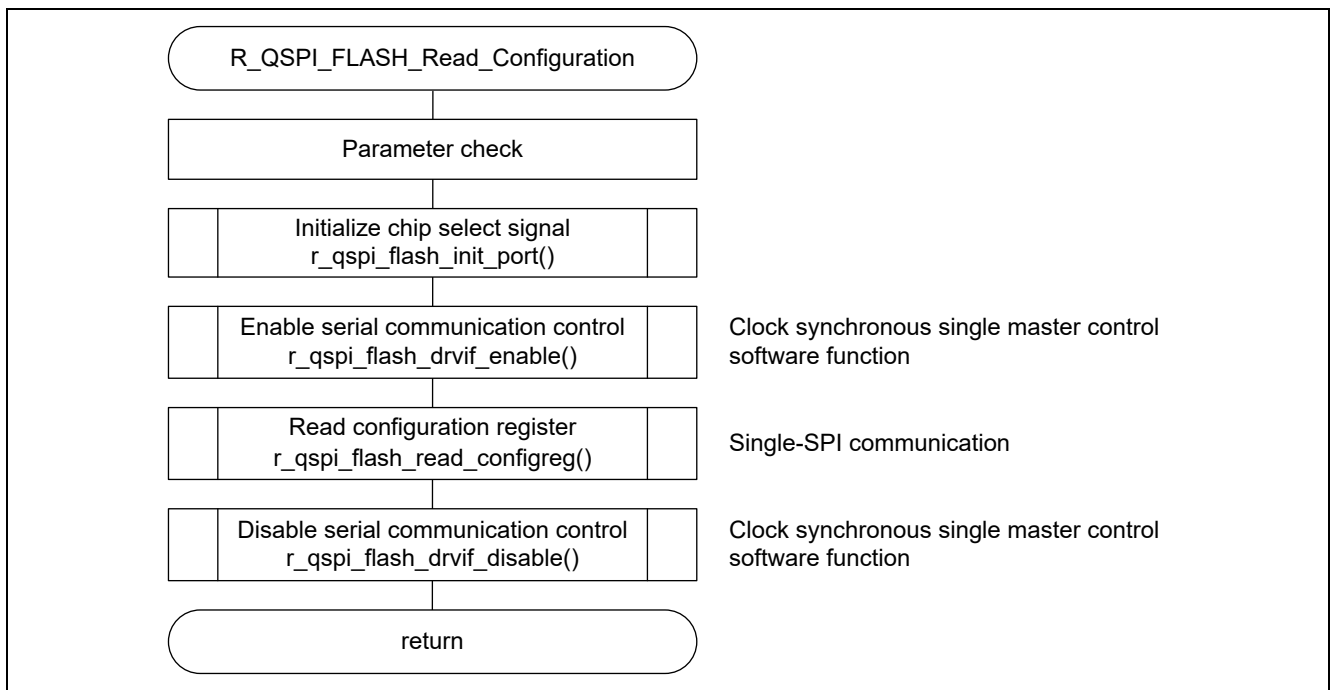 R_QSPI_FLASH_Read_Configuration
Parameter check
Initialize chip select signal
r_qspi_flash_init_port()
Enable serial communication control
r_qspi_flash_drvif_enable()
Clock synchronous single master control
software function
Read configuration register
r_qspi_flash_read_configreg()
Single-SPI communication
Disable serial communication control
r_qspi_flash_drvif_disable()
Clock synchronous single master control
software function
return